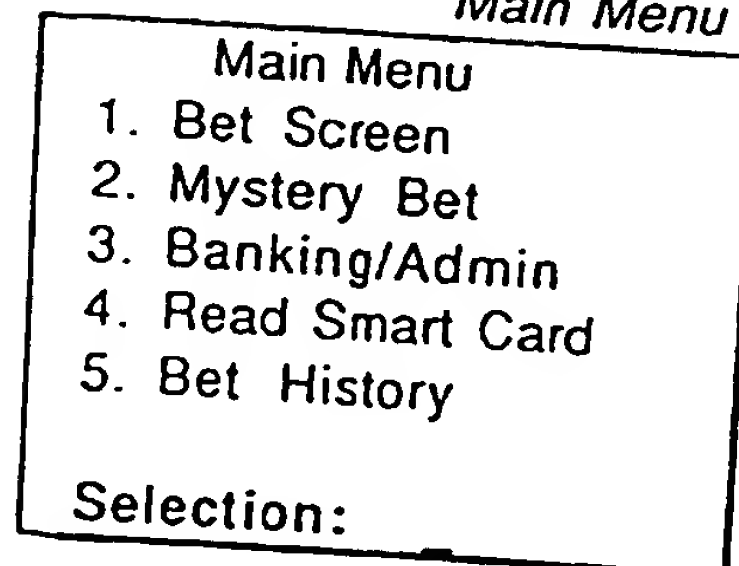 Main Menu
Main Menu
1. Bet Screen
2. Mystery Bet
3. Banking/Admin
4. Read Smart Card
5. Bet History
Selection: